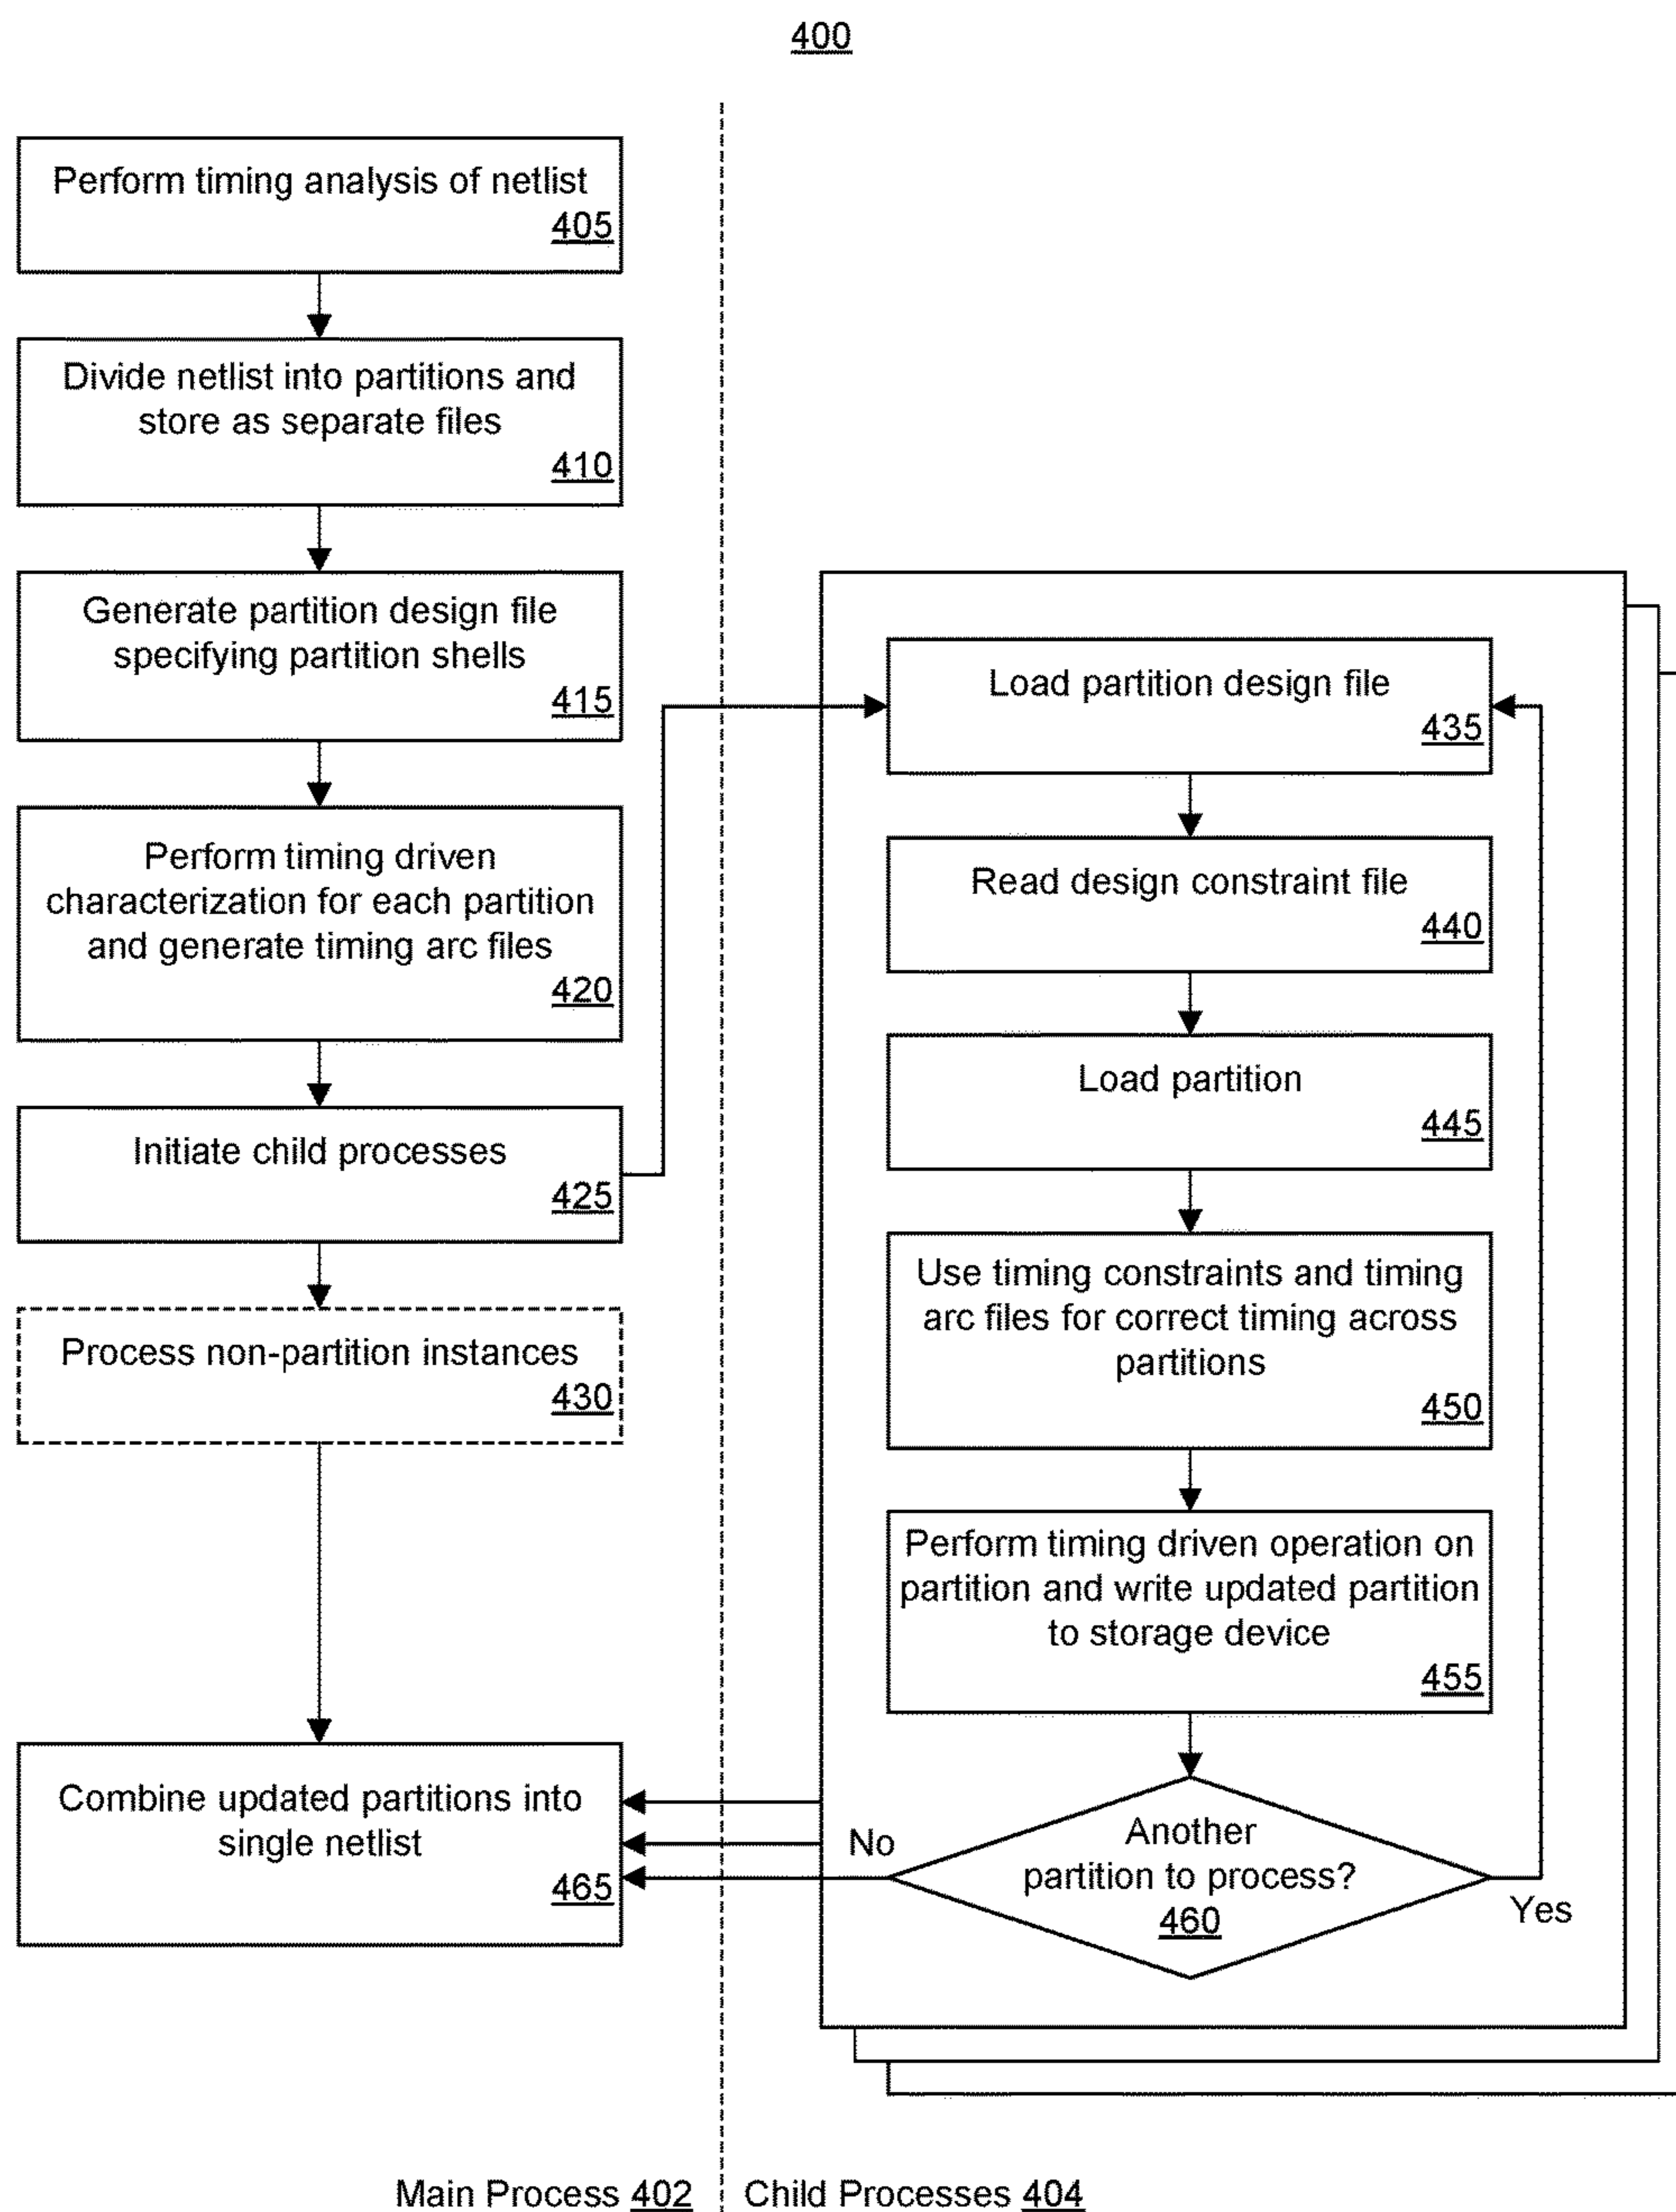 400
Perform timing analysis of netlist
405
Divide netlist into partitions and
store as separate files
410
Generate partition design file
specifying partition shells
415
Perform timing driven
characterization for each partition
and generate timing arc files
420
Initiate child processes
425
Process non-partition instances
430
Combine updated partitions into
single netlist
465
Load partition design file
435
Read design constraint file
440
Load partition
445
Use timing constraints and timing
arc files for correct timing across
partitions
450
Perform timing driven operation on
partition and write updated partition
to storage device
455
Another
partition to process?
460
No
Yes
Main Process 402
Child Processes 404